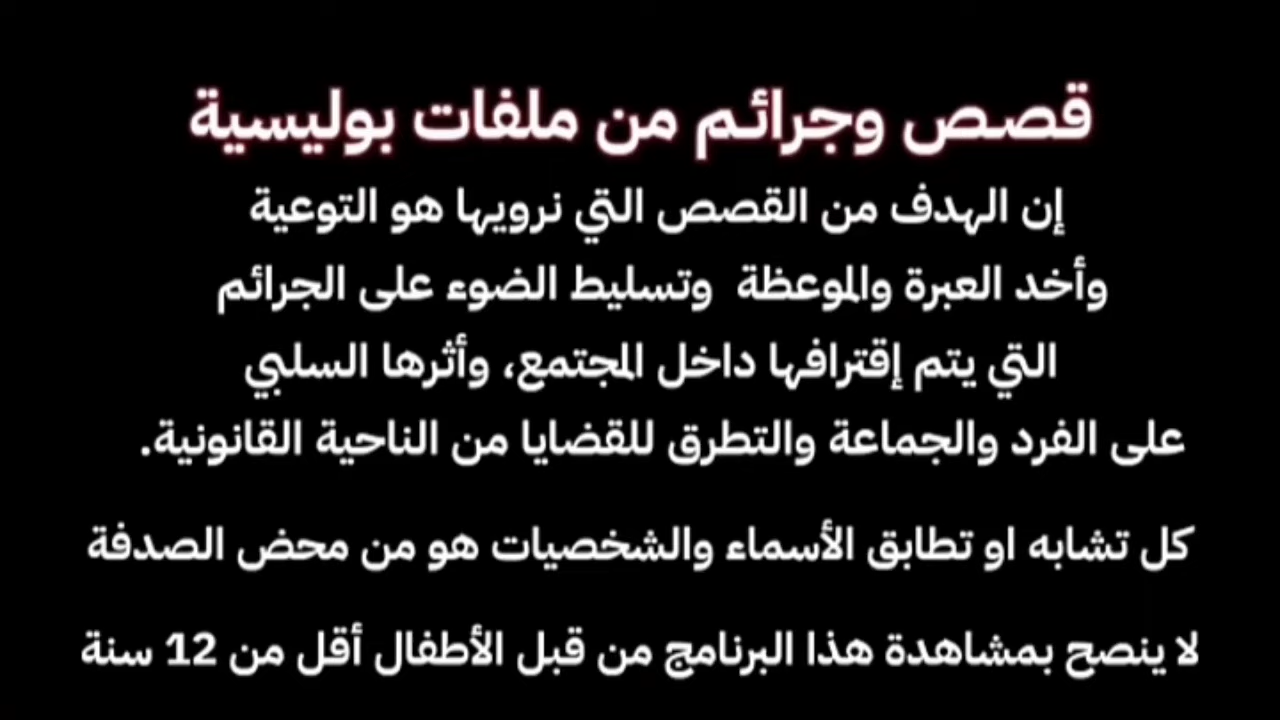 قصص وجرائم من ملفات بوليسية
إن الهدف من القصص التي نرويها هو التوعية
وأخد العبرة والموعظة وتسليط الضوء على الجرائم
التي يتم إقترافها داخل المجتمع، وأثرها السلبي
على الفرد والجماعة والتطرق للقضايا من الناحية القانونية.
كل تشابه او تطابق الأسماء والشخصيات هو من محض الصدفة
لا ينصح بمشاهدة هذا البرنامج من قبل الأطفال أقل من 12 سنة